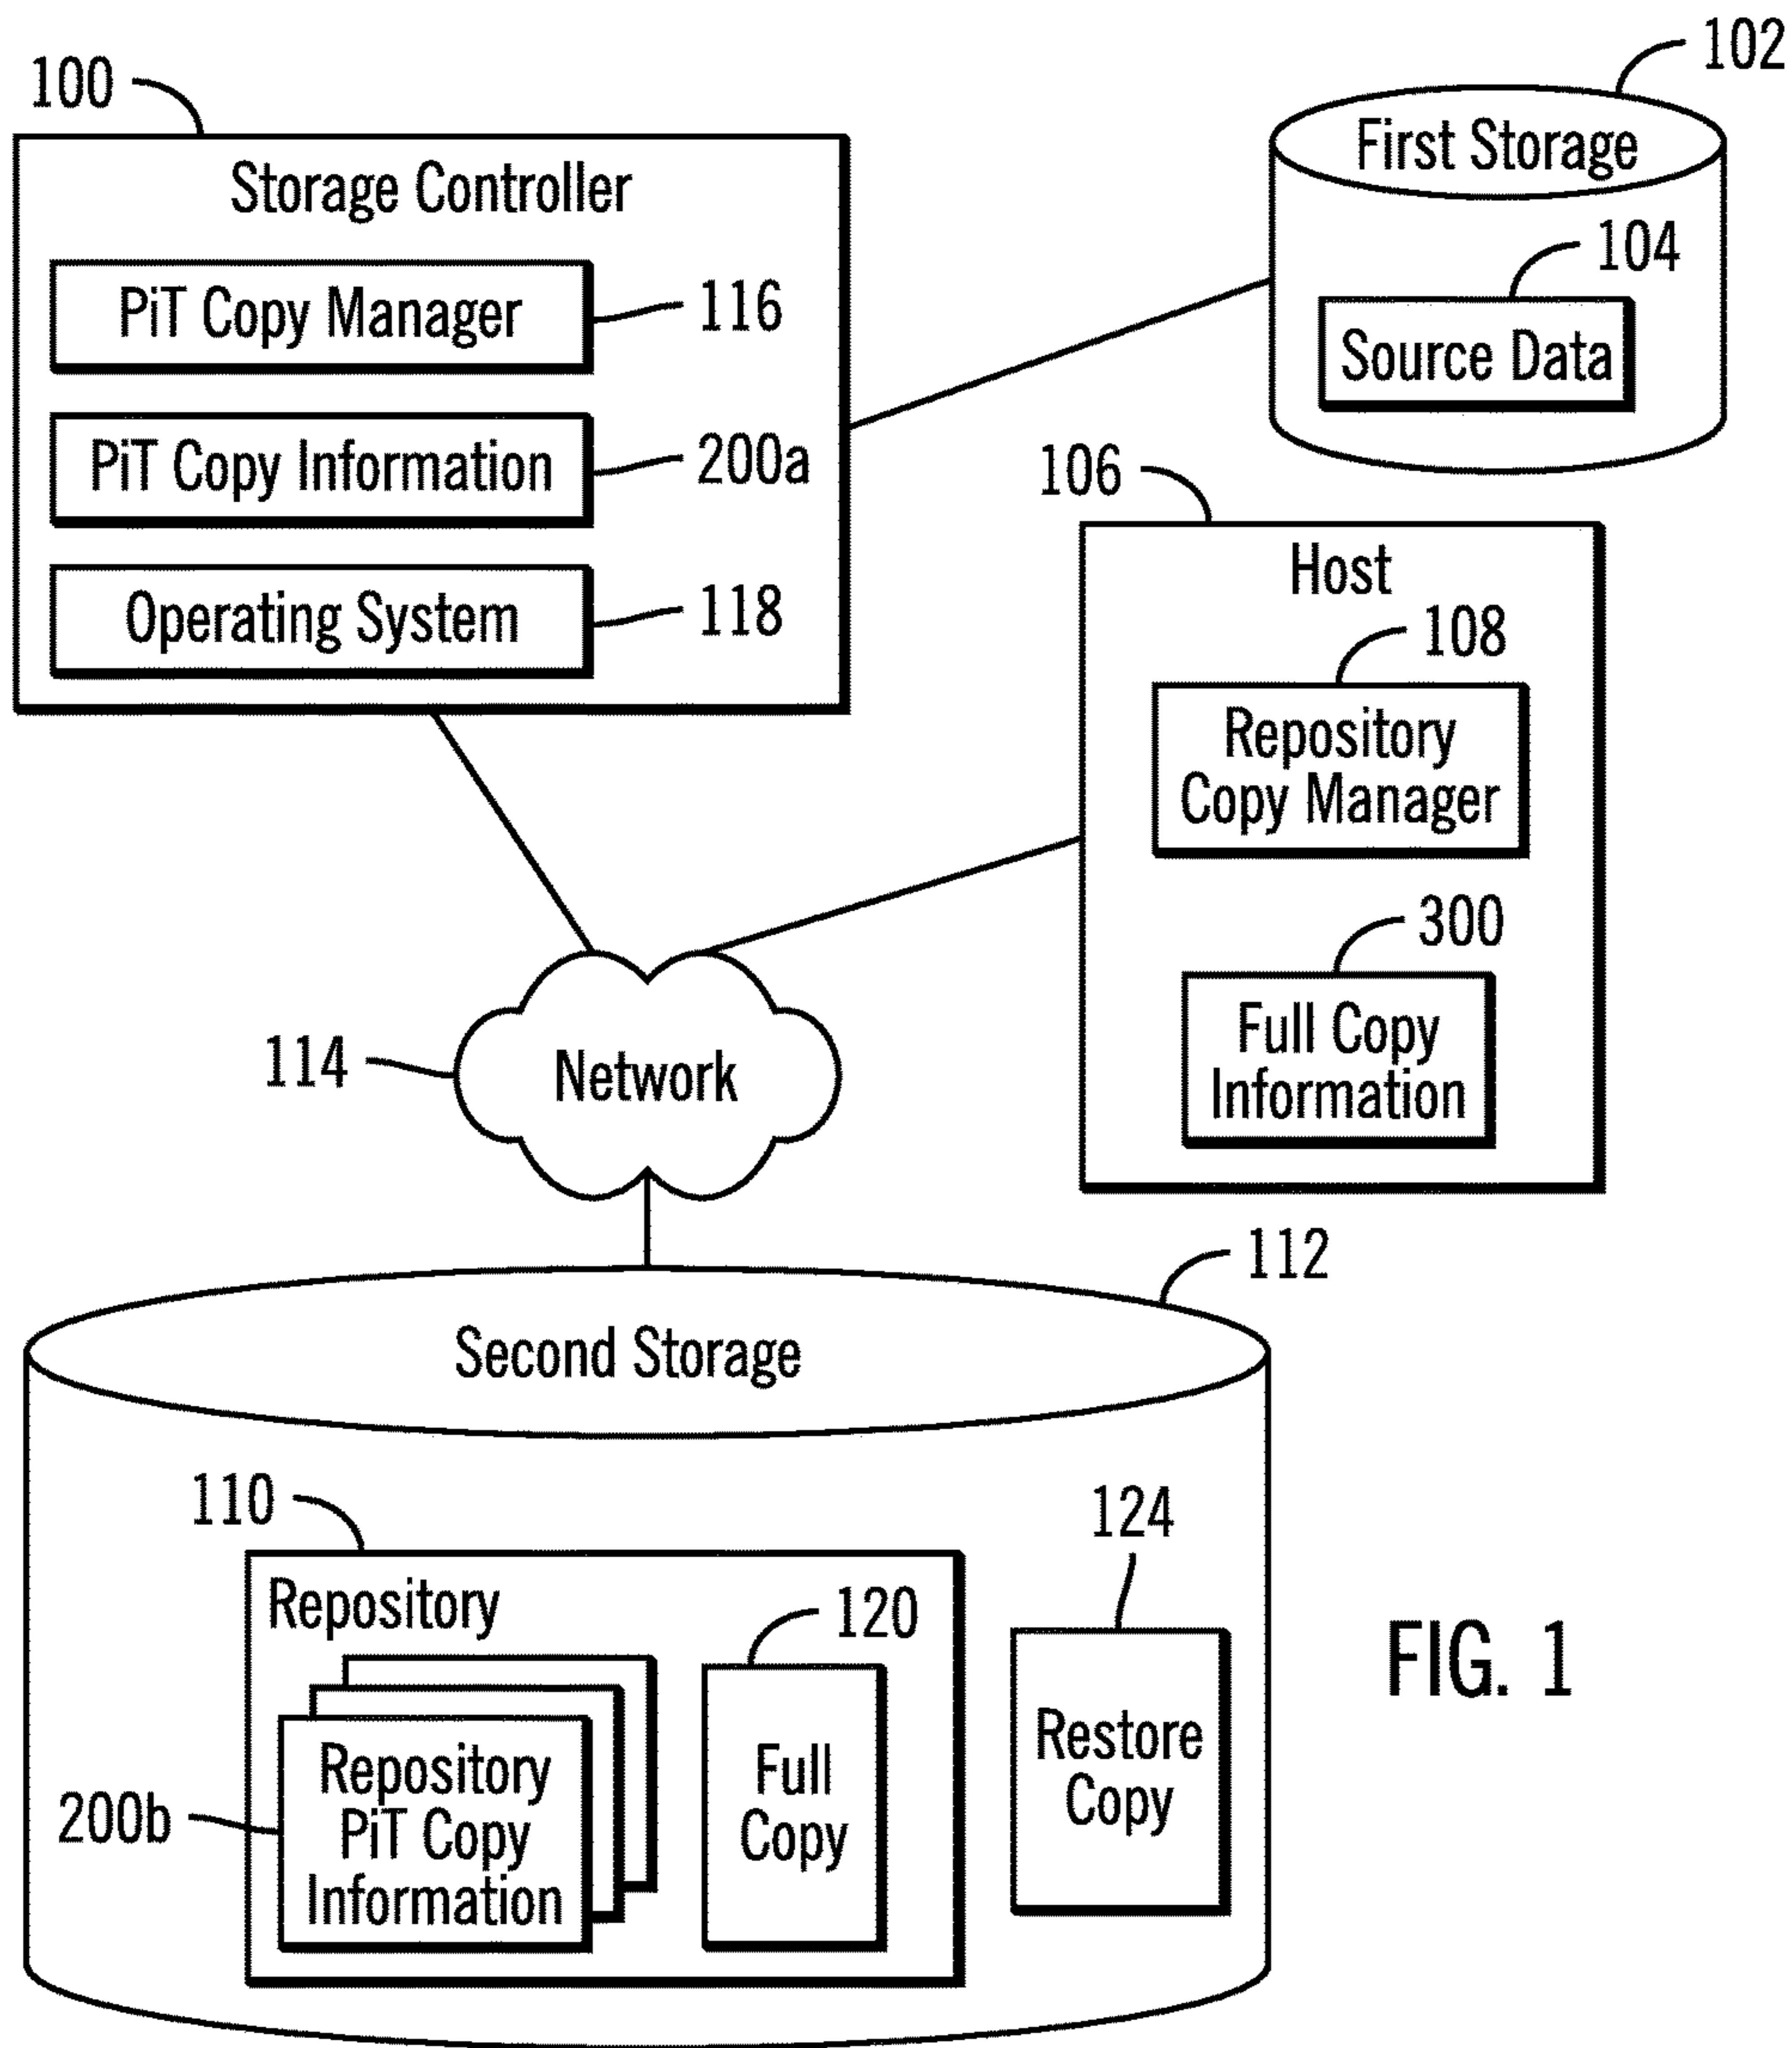 100
Storage Controller
PiT Copy Manager
116
PiT Copy Information
200a
Operating System
118
102
First Storage
104
Source Data
106
Host
108
Repository
Copy Manager
300
Full Copy
Information
114
Network
112
Second Storage
110
Repository
200b
Repository
PiT Copy
Information
120
Full
Copy
124
Restore
Copy
FIG. 1